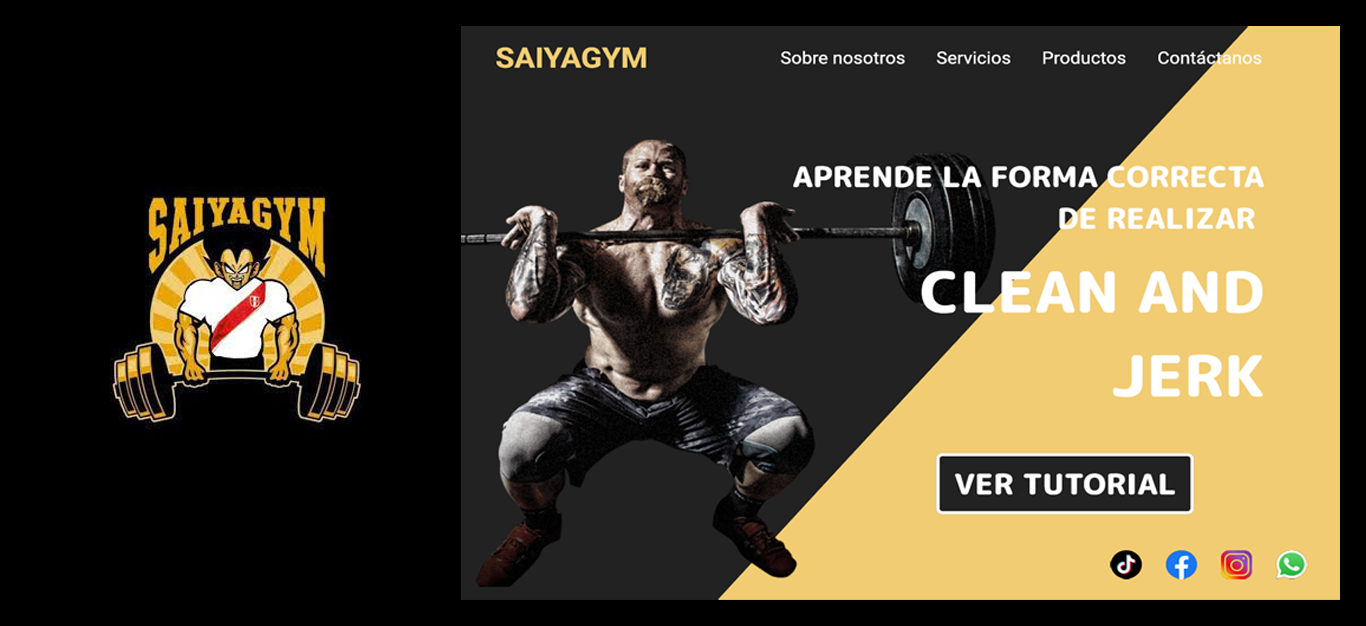 SAIYAGYM
SAIYAGYM
Sobre nosotros Servicios Productos Contáctanos
APRENDE LA FORMA CORRECTA
DE REALIZAR
CLEAN AND
JERK
VER TUTORIAL